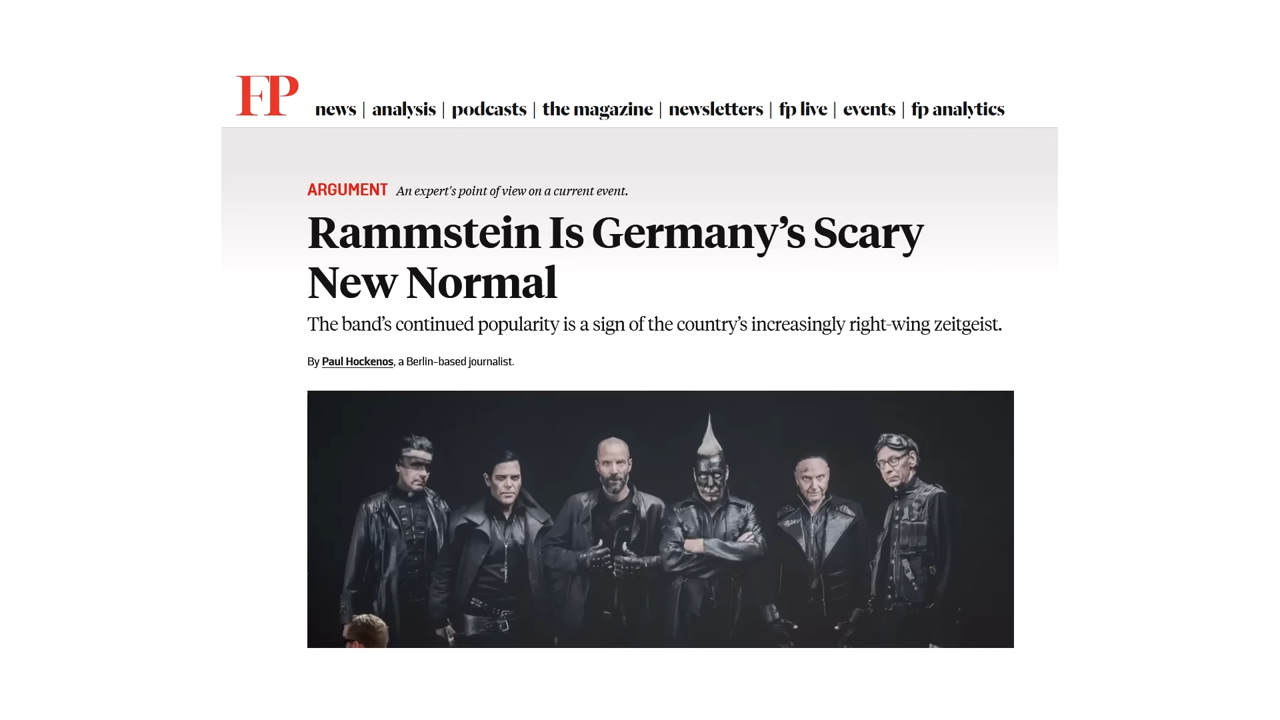 FP
news | analysis | podcasts | the magazine | newsletters | fp live | events | fp analytics
ARGUMENT An expert's point of view on a current event.
Rammstein Is Germany’s Scary
New Normal
The band’s continued popularity is a sign of the country’s increasingly right-wing zeitgeist.
By Paul Hockenos, a Berlin-based journalist.